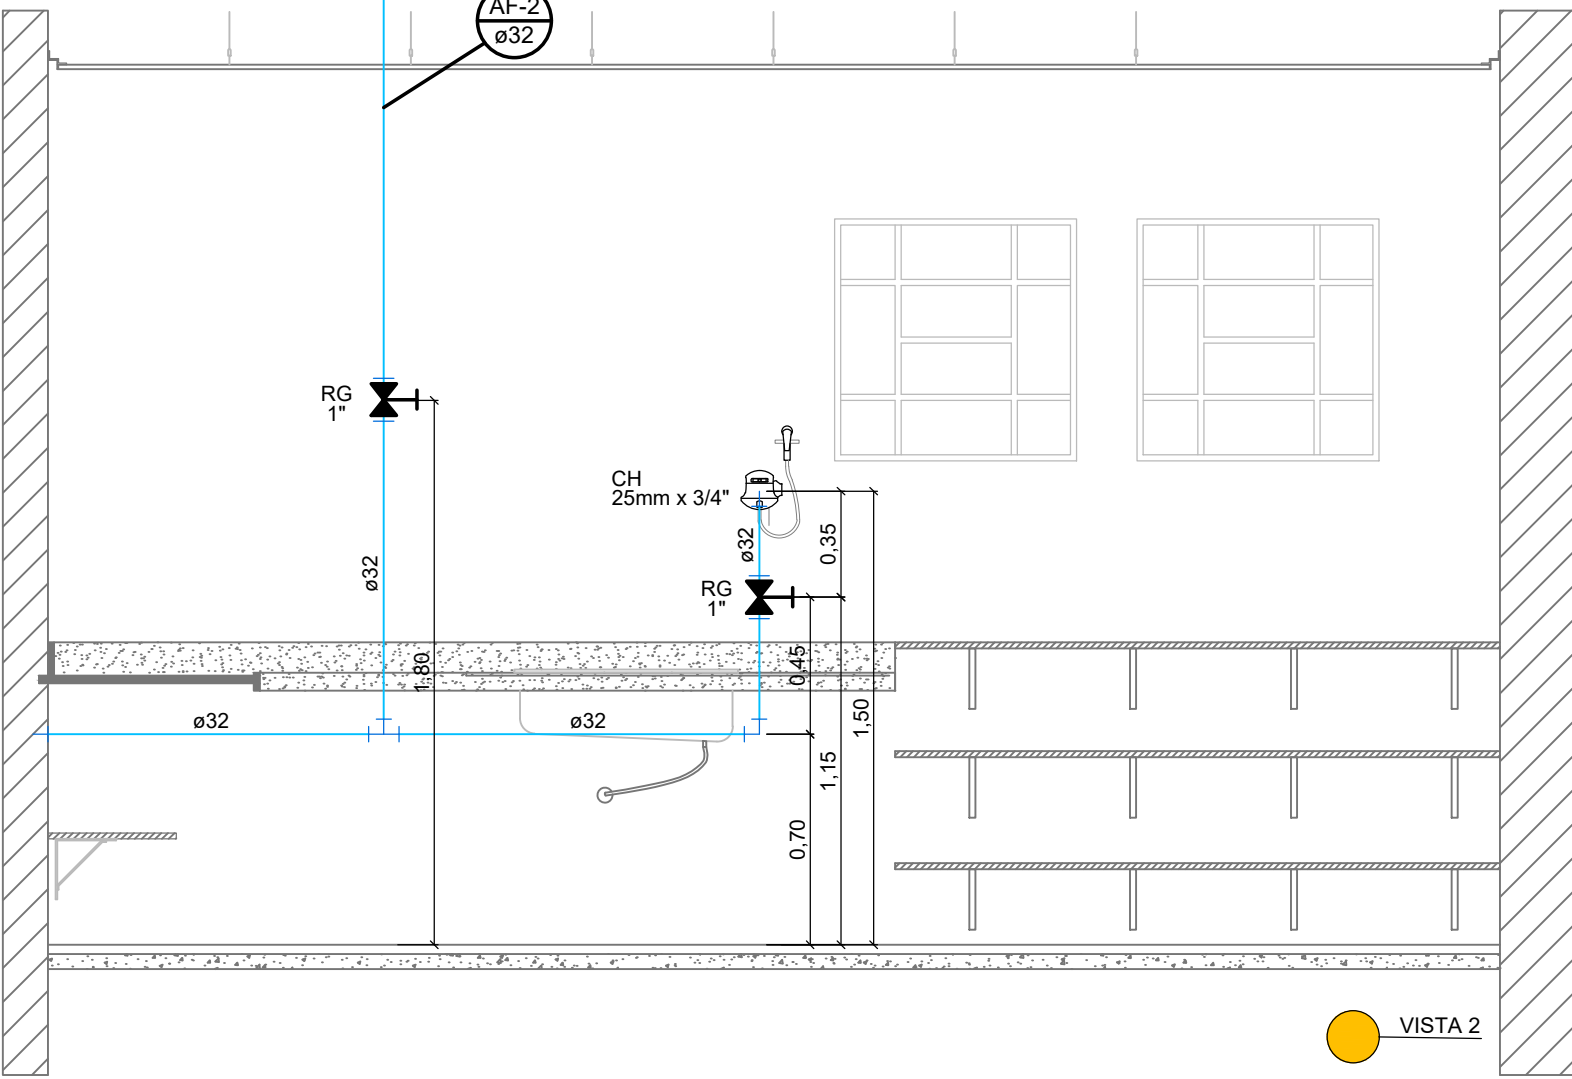 AF-2
ø32
RG
1"
CH
25mm x 3/4"
ø32
0,35
ø32
RG
1"
1,80
0,45
1,50
ø32
ø32
1,15
0,70
VISTA 2